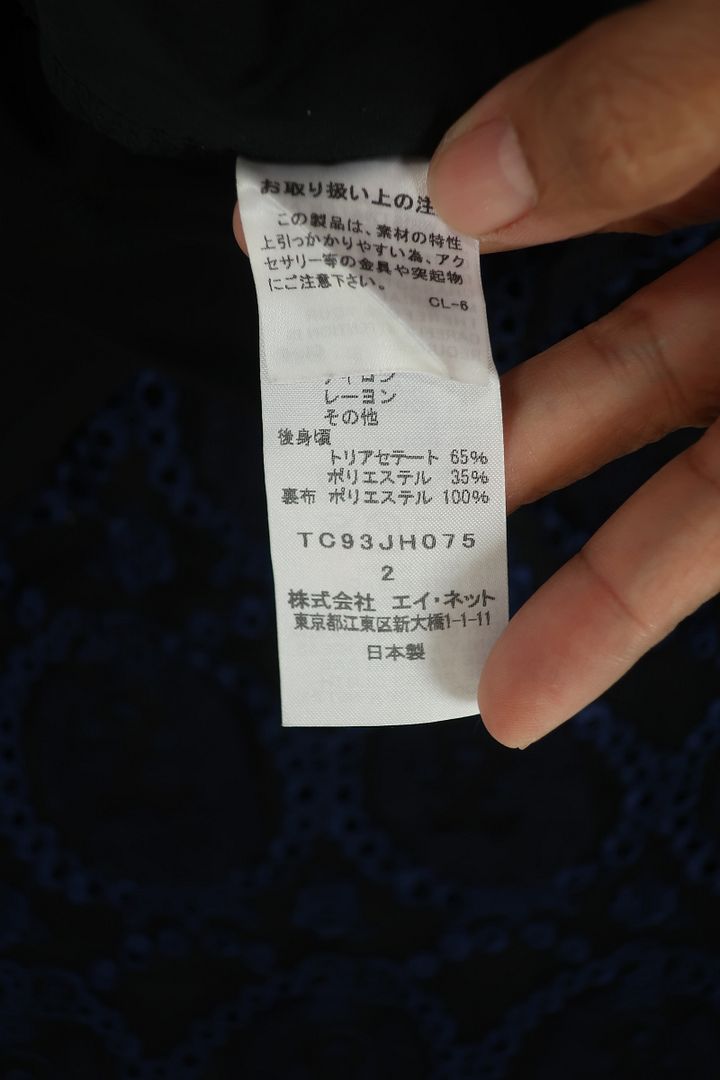 お取り扱い上の注
この製品は、素材の特性
上引っかかりやすい為、アク
セサリー等の金具や突起物
にご注意下さい。
CL-6
レーヨン
その他
後身頃
トリアセテート 65%
ポリエステル 35%
裏布 ポリエステル 100%
TC93JH075
2
株式会社 エイ・ネット
東京都江東区新大橋1-1-11
日本製